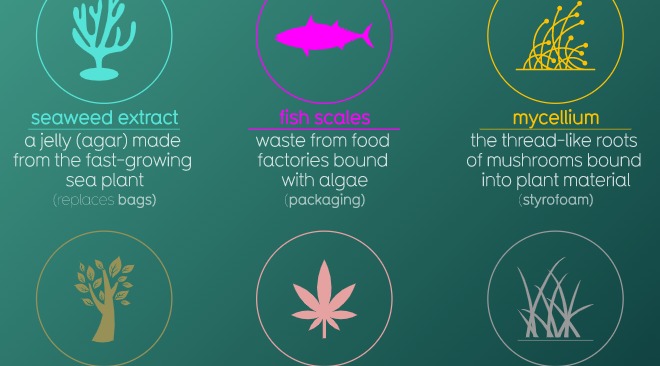 seaweed extract
a jelly (agar) made
from the fast-growing
sea plant
(replaces bags)
fish scales
waste from food
factories bound
with algae
(packaging)
mycellium
the thread-like roots
of mushrooms bound
into plant material
(styrofoam)